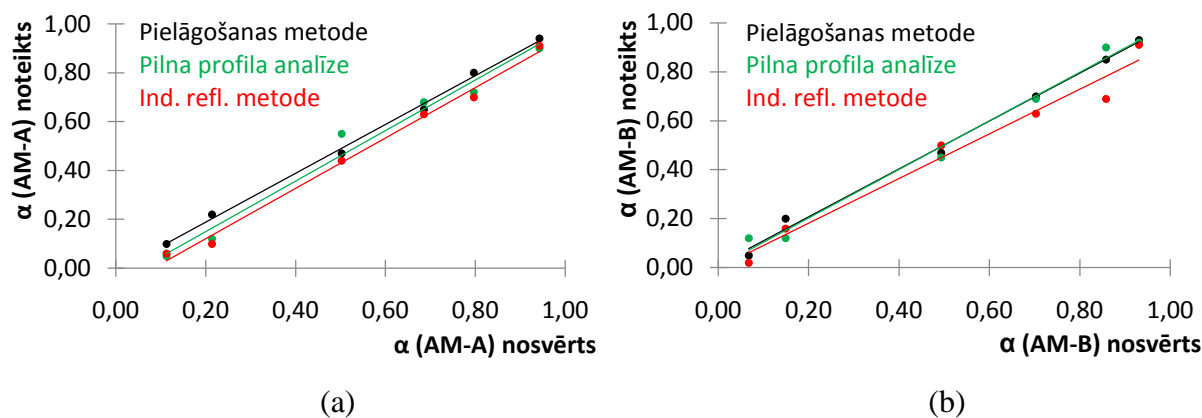 α (AM-A) noteikts
1,00
0,80
0,60
0,40
0,20
0,00
Pielāgošanas metode
Pilna profila analīze
Ind. refl. metode
0,00 0,20 0,40 0,60 0,80 1,00
α (AM-A) nosvērts
(a)
α (AM-B) noteikts
1,00
0,80
0,60
0,40
0,20
0,00
Pielāgošanas metode
Pilna profila analīze
Ind. refl. metode
0,00 0,20 0,40 0,60 0,80 1,00
α (AM-B) nosvērts
(b)